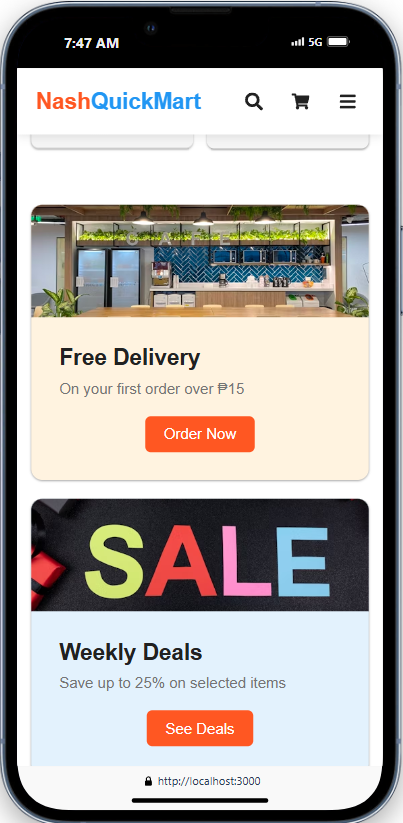 7:47 AM
5G
NashQuickMart
Free Delivery
On your first order over ₱15
Order Now
SALE
Weekly Deals
Save up to 25% on selected items
See Deals
http://localhost:3000